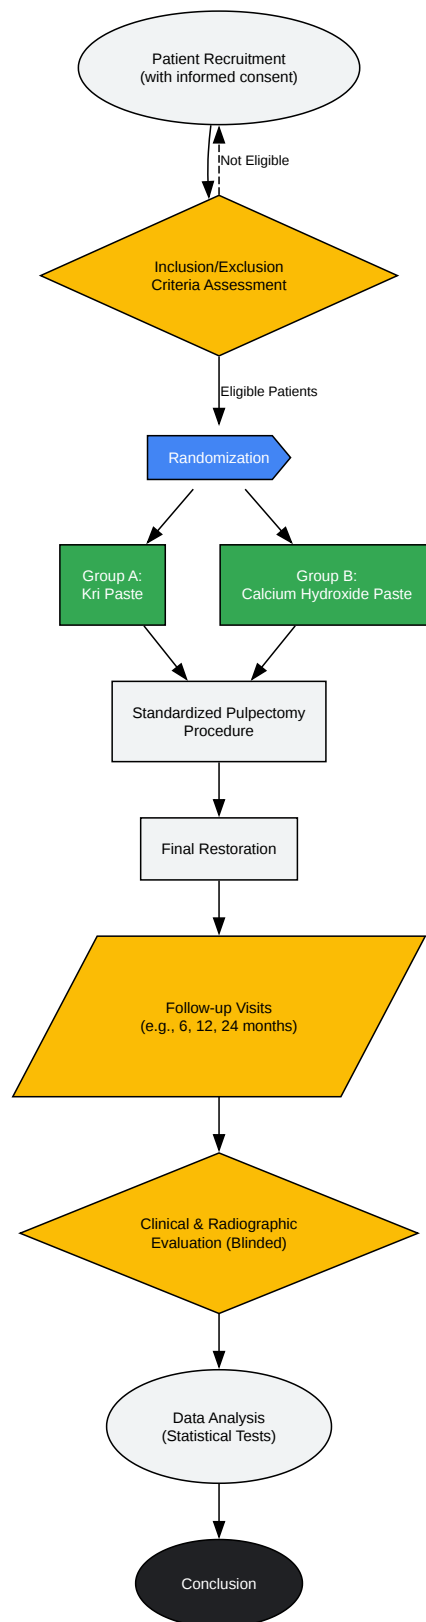 Patient Recruitment
(with informed consent)
Not Eligible
Inclusion/Exclusion
Criteria Assessment
Eligible Patients
Randomization
Group A:
Kri Paste
Group B:
Calcium Hydroxide Paste
Standardized Pulpectomy
Procedure
Final Restoration
Follow-up Visits
(e.g., 6, 12, 24 months)
Clinical & Radiographic
Evaluation (Blinded)
Data Analysis
(Statistical Tests)
Conclusion